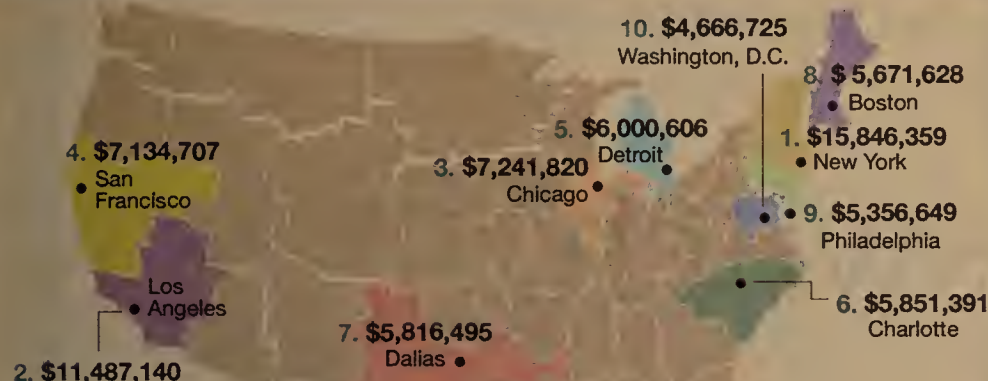 10. $4,666,725
Washington, D.C.
8. $ 5,671,628
Boston
5. $6,000,606
Detroit
1. $15,846,359
New York
4. $7,134,707
San
Francisco
3. $7,241,820
Chicago
9. $5,356,649
Philadelphia
Los
Angeles
6. $5,851,391
Charlotte
7. $5,816,495
Dallas
2. $11,487,140